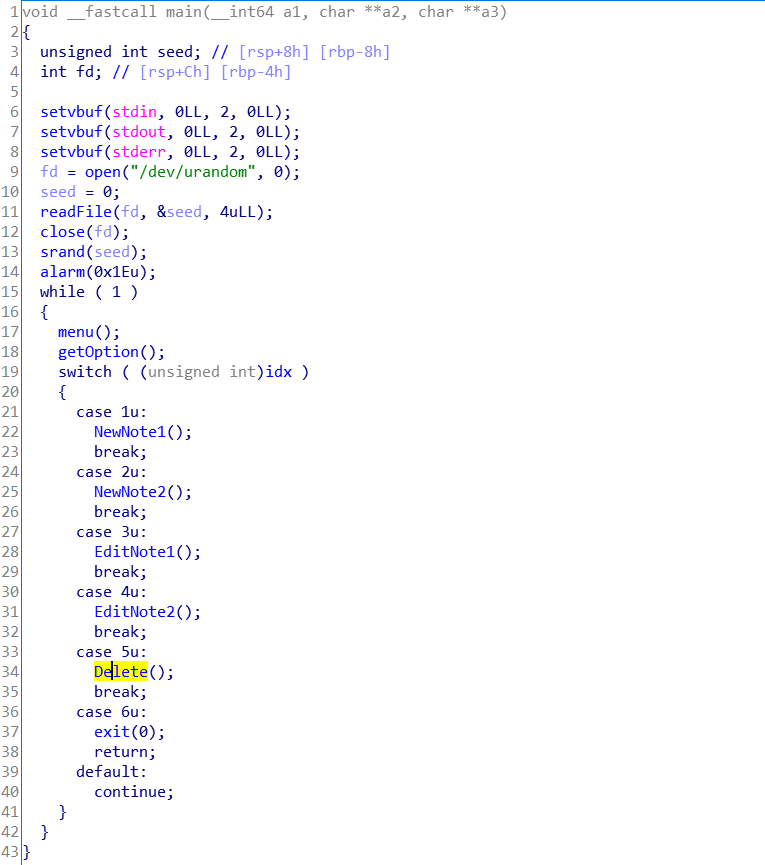 1 void __fastcall main(__int64 a1, char **a2, char **a3)
2 {
3   unsigned int seed; // [rsp+8h] [rbp-8h]
4   int fd; // [rsp+Ch] [rbp-4h]
5
6   setvbuf(stdin, 0LL, 2, 0LL);
7   setvbuf(stdout, 0LL, 2, 0LL);
8   setvbuf(stderr, 0LL, 2, 0LL);
9   fd = open("/dev/urandom", 0);
10   seed = 0;
11   readFile(fd, &seed, 4uLL);
12   close(fd);
13   srand(seed);
14   alarm(0x1Eu);
15   while ( 1 )
16   {
17     menu();
18     getOption();
19     switch ( (unsigned int)idx )
20     {
21       case 1u:
22         NewNote1();
23         break;
24       case 2u:
25         NewNote2();
26         break;
27       case 3u:
28         EditNote1();
29         break;
30       case 4u:
31         EditNote2();
32         break;
33       case 5u:
34         Delete();
35         break;
36       case 6u:
37         exit(0);
38         return;
39       default:
40         continue;
41     }
42   }
43 }